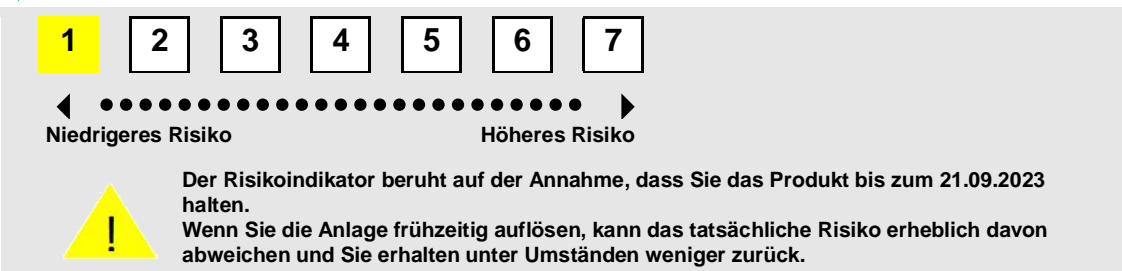 1 2 3 4 5 6 7
Niedrigeres Risiko Höheres Risiko
Der Risikoindikator beruht auf der Annahme, dass Sie das Produkt bis zum 21.09.2023
halten.
Wenn Sie die Anlage frühzeitig auflösen, kann das tatsächliche Risiko erheblich davon
abweichen und Sie erhalten unter Umständen weniger zurück.
!